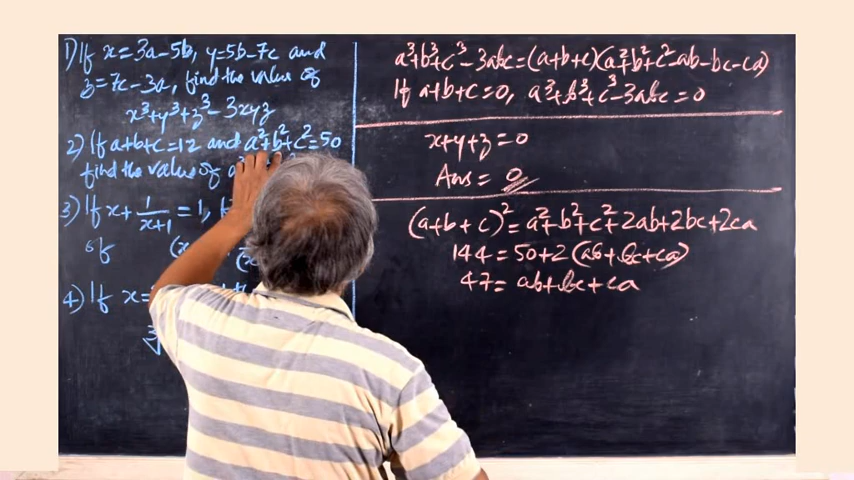 1) If x = 3a - 5b, y = 5b - 7c and
z = 7c - 3a, find the value of
x³ + y³ + z³ - 3xyz
2) If a+b+c = 12 and a²+b²+c² = 50
find the value of
3) If x + 1/(x+1) = 1,
of
4) If x =
a³+b³+c³ - 3abc = (a+b+c)(a²+b²+c²-ab-bc-ca)
If a+b+c = 0, a³+b³+c³-3abc = 0
x+y+z = 0
Ans = 0
(a+b+c)² = a²+b²+c²+2ab+2bc+2ca
144 = 50+2(ab+bc+ca)
47 = ab+bc+ca